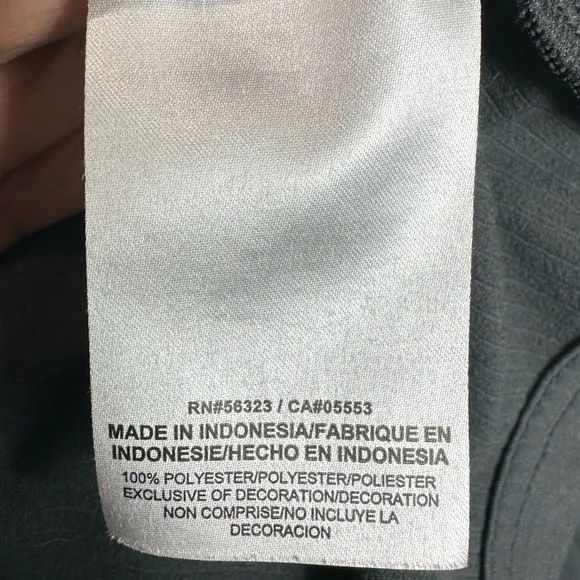 RN#56323 / CA#05553
MADE IN INDONESIA/FABRIQUE EN
INDONESIE/HECHO EN INDONESIA
100% POLYESTER/POLYESTER/POLIESTER
EXCLUSIVE OF DECORATION/DECORATION
NON COMPRISE/NO INCLUYE LA
DECORACION